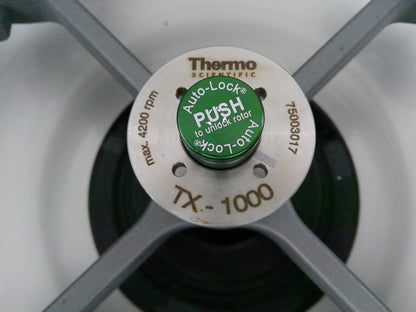 Thermo
SCIENTIFIC
max. 4200 rpm
75003017
Auto-Lock®
PUSH
to unlock rotor
Auto-Lock®
TX - 1000